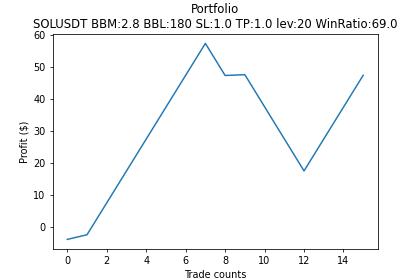 Portfolio
SOLUSDT BBM:2.8 BBL:180 SL:1.0 TP:1.0 lev:20 WinRatio:69.0
60
50
40
30
20
10
0
Profit ($)
0 2 4 6 8 10 12 14
Trade counts